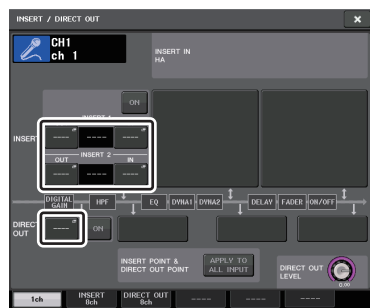 INSERT / DIRECT OUT
CH1
ch 1
INSERT IN
HA
ON
INSERT 1
INSERT
---- ---- ----
OUT INSERT 2 IN
---- ---- ----
DIGITAL GAIN HPF EQ DYNA1 DYNA2 DELAY FADER ON/OFF
DIRECT OUT
---- ON
INSERT POINT &
DIRECT OUT POINT
APPLY TO
ALL INPUT
DIRECT OUT
LEVEL
0.00
1ch
INSERT
8ch
DIRECT OUT
8ch
---- ---- ----